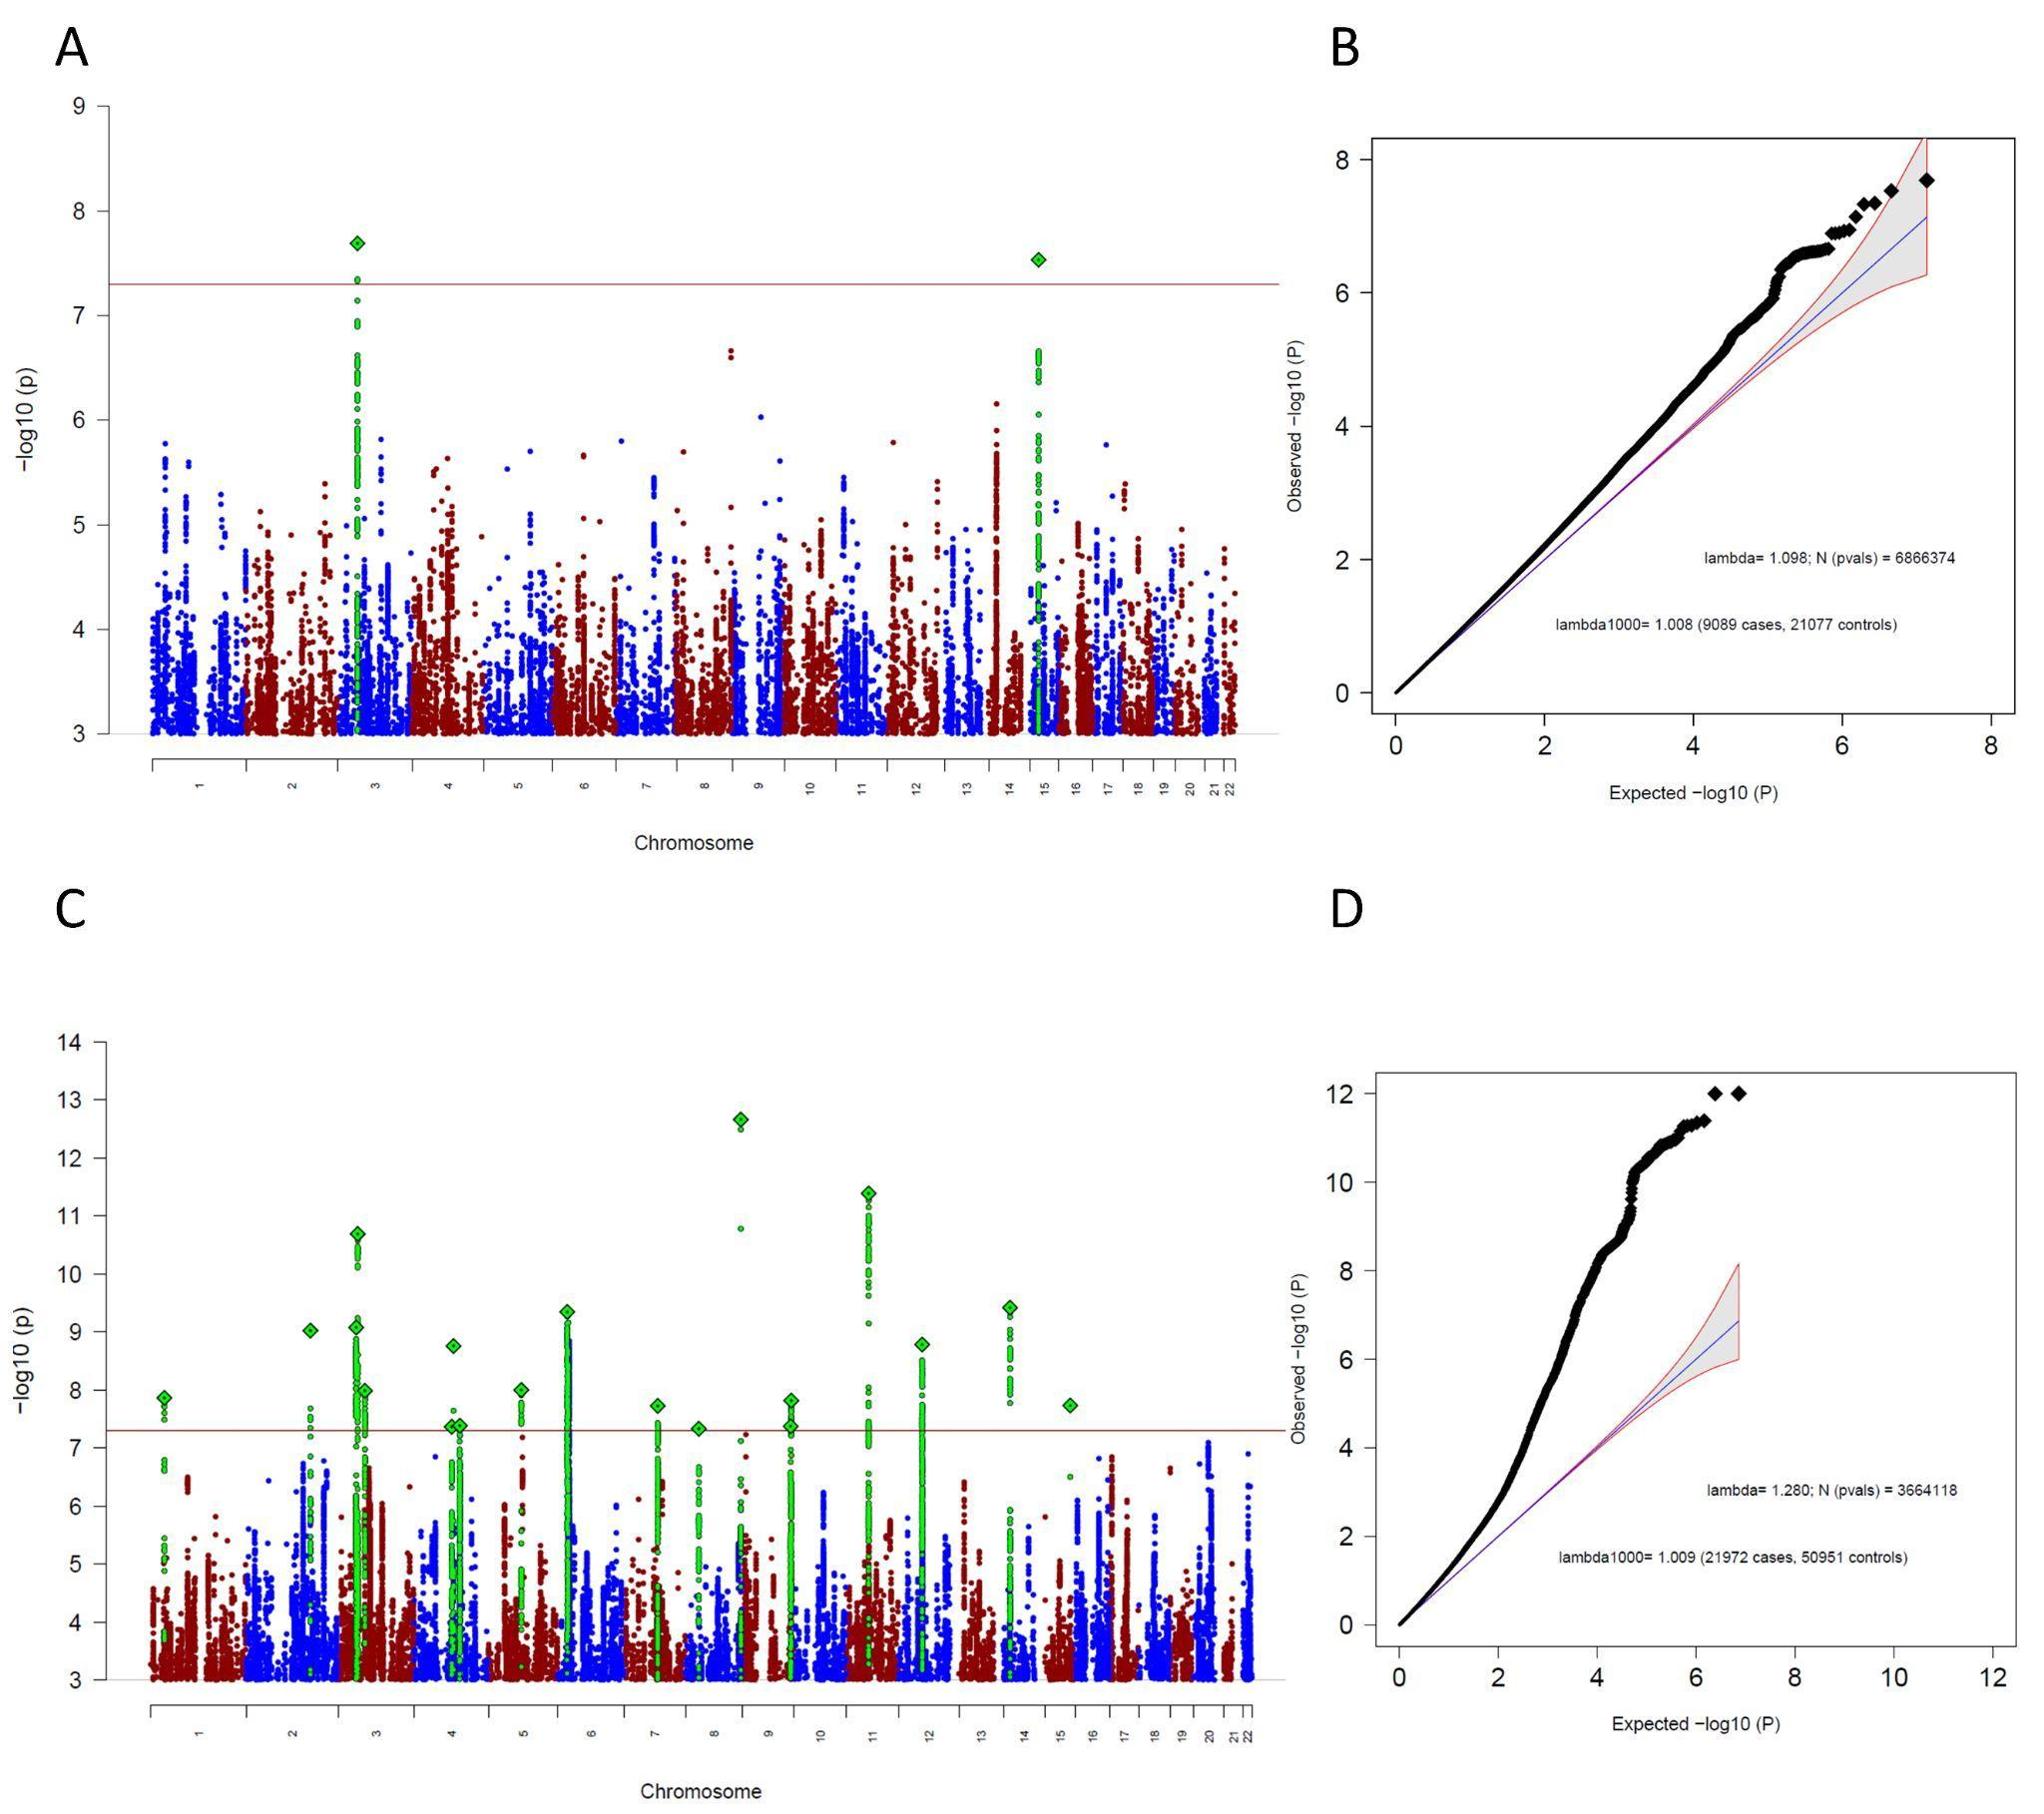 A
9
8
7
6
5
4
3
−log10 (p)
1 2 3 4 5 6 7 8 9 10 11 12 13 14 15 16 17 18 19 20 21 22
Chromosome
B
8
6
4
2
0
Observed −log10 (P)
lambda= 1.098; N (pvals) = 6866374
lambda1000= 1.008 (9089 cases, 21077 controls)
0 2 4 6 8
Expected −log10 (P)
C
14
13
12
11
10
9
8
7
6
5
4
3
−log10 (p)
1 2 3 4 5 6 7 8 9 10 11 12 13 14 15 16 17 18 19 20 21 22
Chromosome
D
12
10
8
6
4
2
0
Observed −log10 (P)
lambda= 1.280; N (pvals) = 3664118
lambda1000= 1.009 (21972 cases, 50951 controls)
0 2 4 6 8 10 12
Expected −log10 (P)